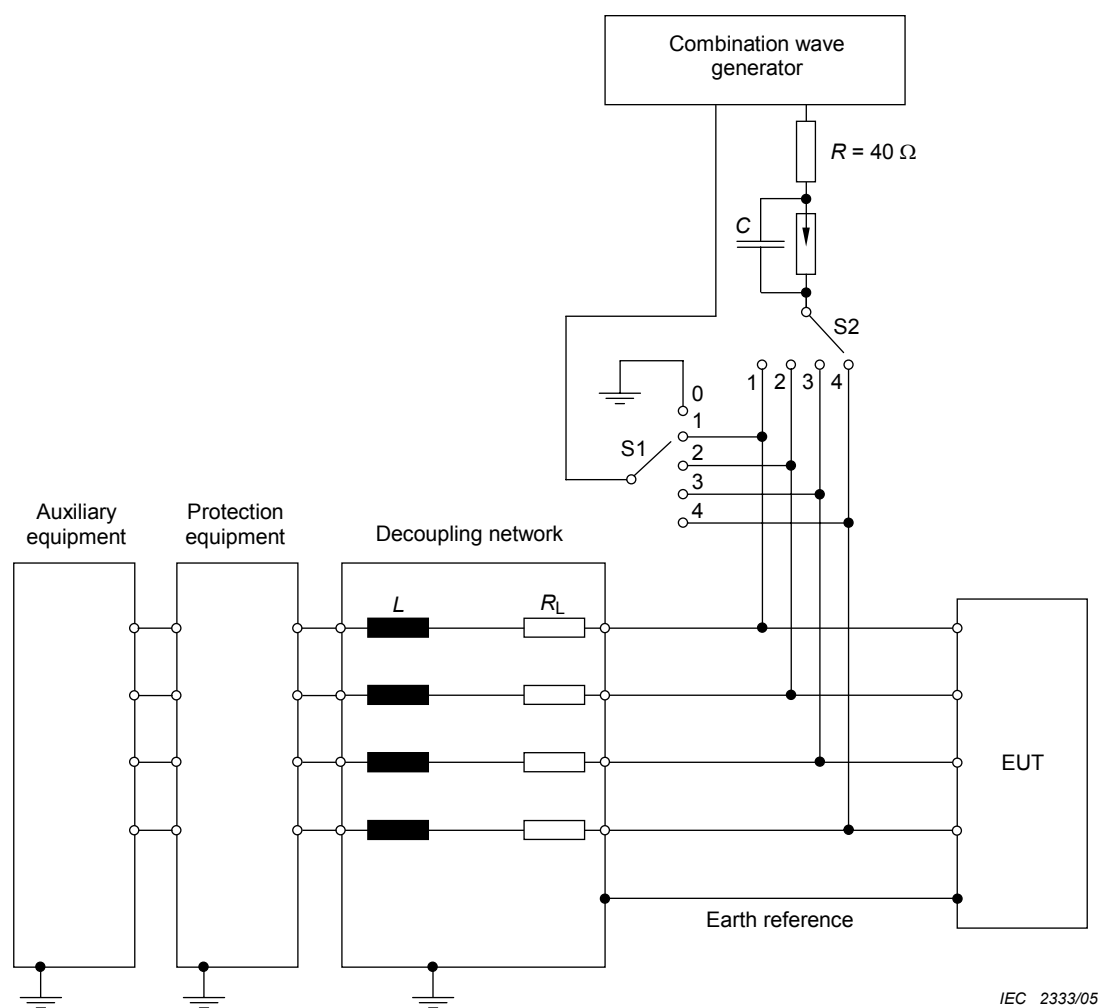 Combination wave
generator
R = 40 Ω
C
S2
1 2 3 4
0
1
S1
2
3
4
Auxiliary
equipment
Protection
equipment
Decoupling network
L
RL
EUT
Earth reference
IEC 2333/05